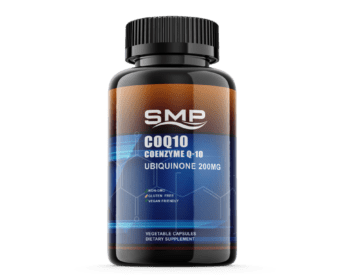 SMP
COQ10
COENZYME Q-10
UBIQUINONE 200MG
NON-GMO
GLUTEN FREE
VEGAN FRIENDLY
VEGETABLE CAPSULES
DIETARY SUPPLEMENT